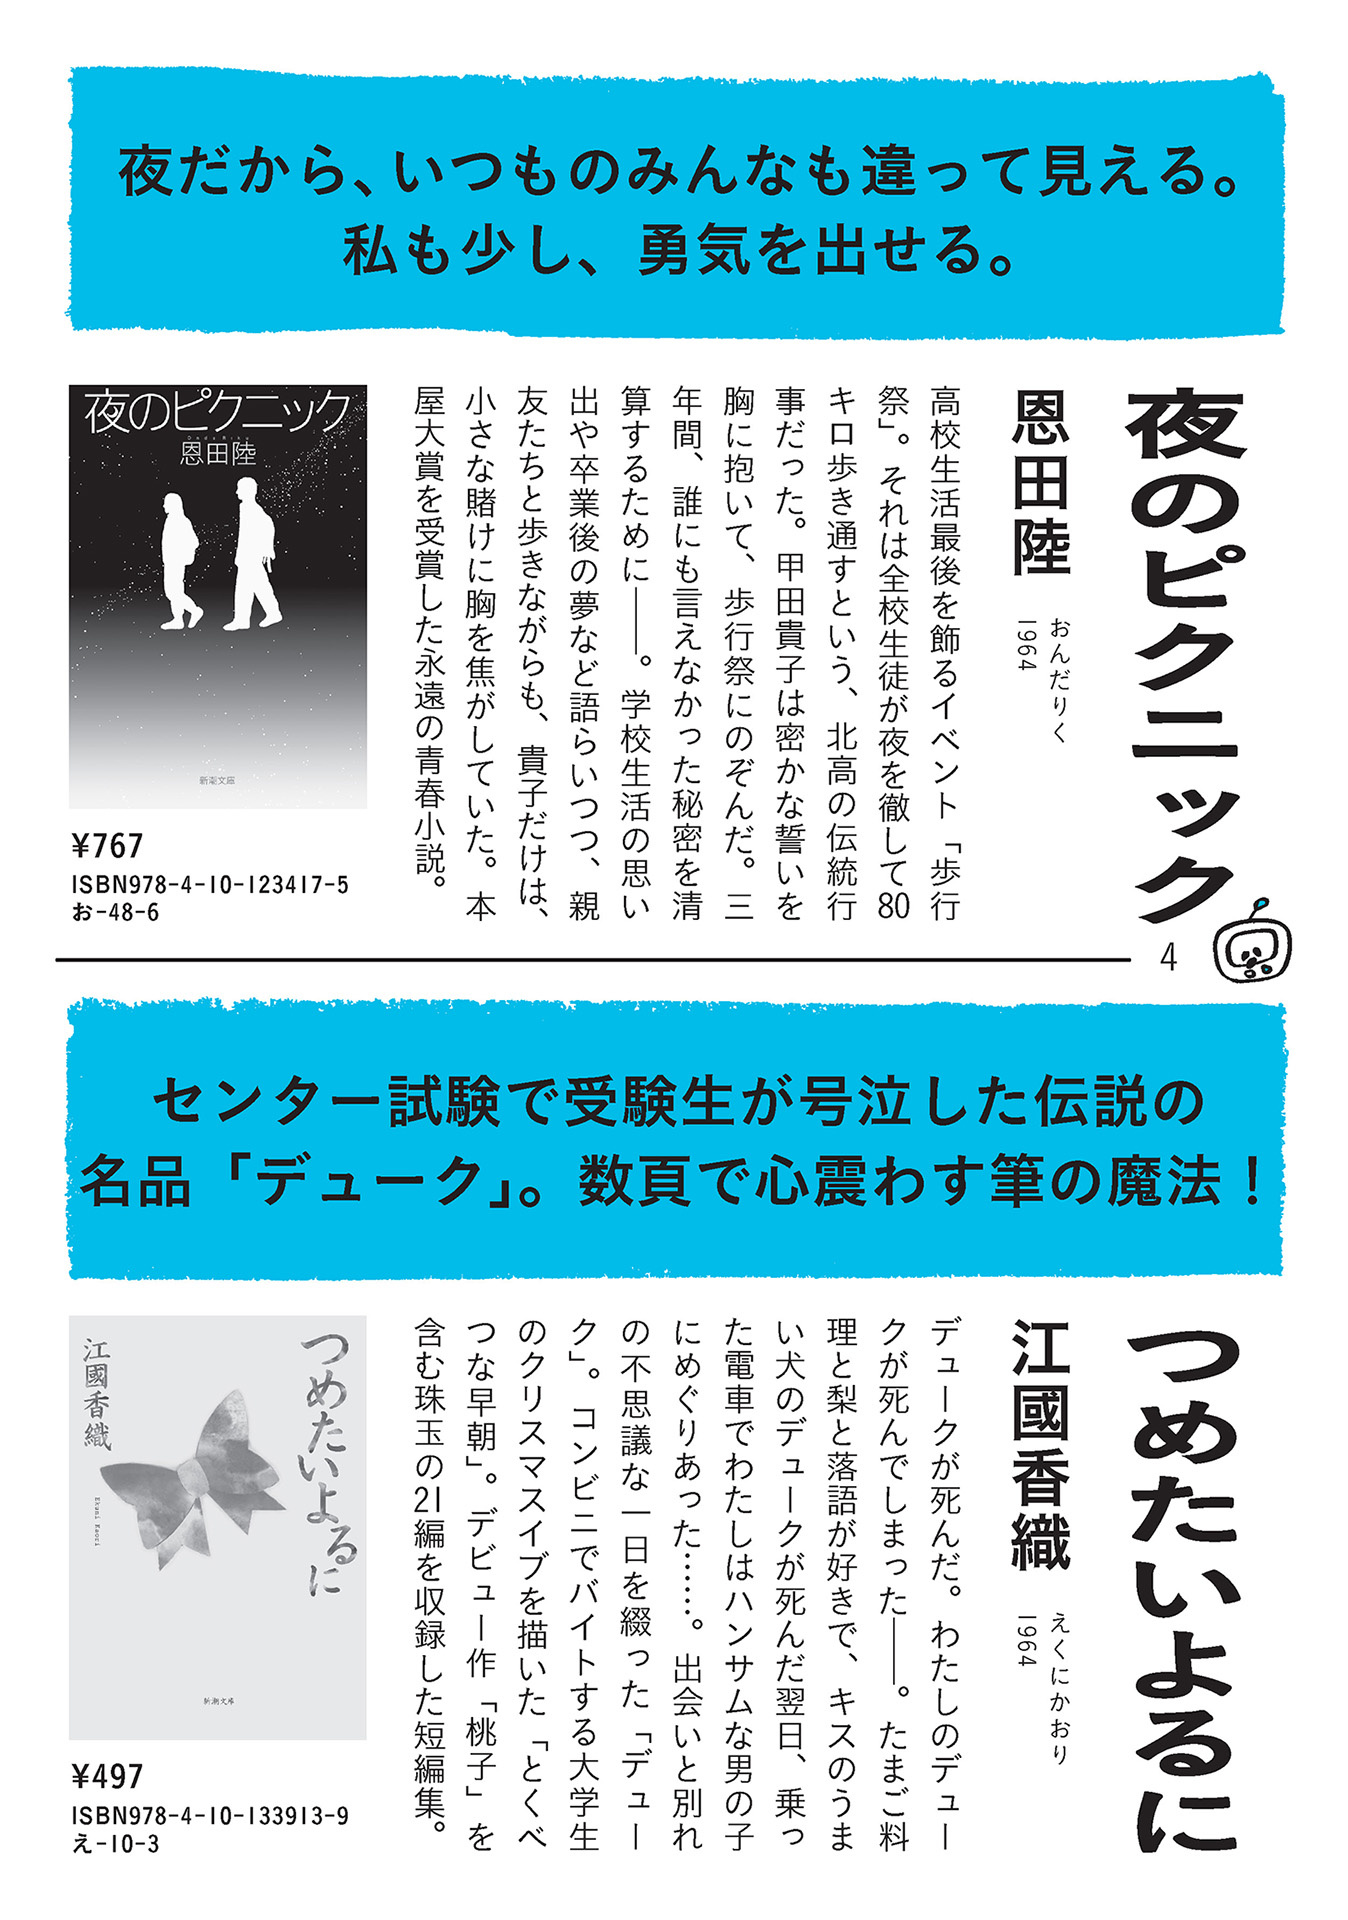 夜だから、いつものみんなも違って見える。
私も少し、勇気を出せる。
夜のピクニック
恩田陸
おんだりく
1964
高校生活最後を飾るイベント「歩行
祭」。それは全校生徒が夜を徹して80
キロ歩き通すという、北高の伝統行
事だった。甲田貴子は密かな誓いを
胸に抱いて、歩行祭にのぞんだ。三
年間、誰にも言えなかった秘密を清
算するために――。学校生活の思い
出や卒業後の夢など語らいつつ、親
友たちと歩きながらも、貴子だけは、
小さな賭けに胸を焦がしていた。本
屋大賞を受賞した永遠の青春小説。
夜のピクニック
Onda Riku
恩田陸
新潮文庫
¥767
ISBN978-4-10-123417-5
お-48-6
4
センター試験で受験生が号泣した伝説の
名品「デューク」。数頁で心震わす筆の魔法！
つめたいよるに
江國香織
えくにかおり
1964
デュークが死んだ。わたしのデュー
クが死んでしまった――。たまご料
理と梨と落語が好きで、キスのうま
い犬のデュークが死んだ翌日、乗っ
た電車でわたしはハンサムな男の子
にめぐりあった……。出会いと別れ
の不思議な一日を綴った「デュー
ク」。コンビニでバイトする大学生
のクリスマスイブを描いた「とくべ
つな早朝」。デビュー作「桃子」を
含む珠玉の21編を収録した短編集。
つめたいよるに
江國香織
Ekuni Kaori
新潮文庫
¥497
ISBN978-4-10-133913-9
え-10-3